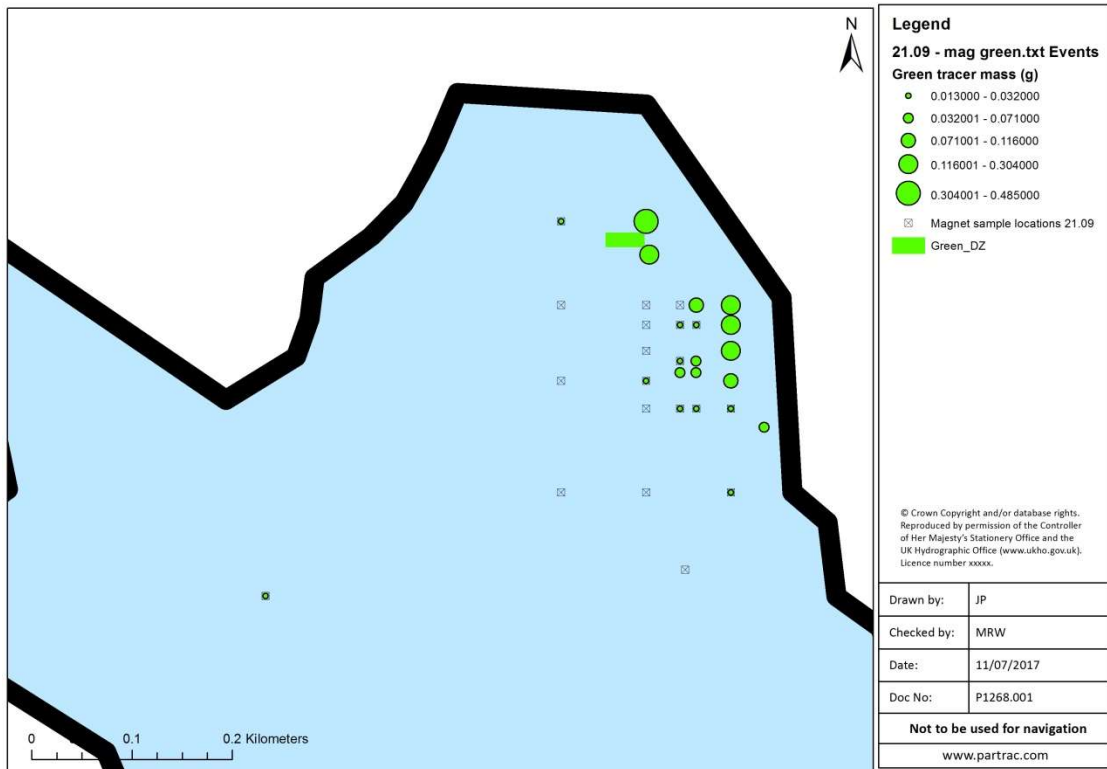 N
0
0.1
0.2 Kilometers
Legend
21.09 - mag green.txt Events
Green tracer mass (g)
0.013000 - 0.032000
0.032001 - 0.071000
0.071001 - 0.116000
0.116001 - 0.304000
0.304001 - 0.485000
Magnet sample locations 21.09
Green_DZ
© Crown Copyright and/or database rights.
Reproduced by permission of the Controller
of Her Majesty's Stationery Office and the
UK Hydrographic Office (www.ukho.gov.uk).
Licence number xxxxx.
Drawn by: JP
Checked by: MRW
Date: 11/07/2017
Doc No: P1268.001
Not to be used for navigation
www.partrac.com